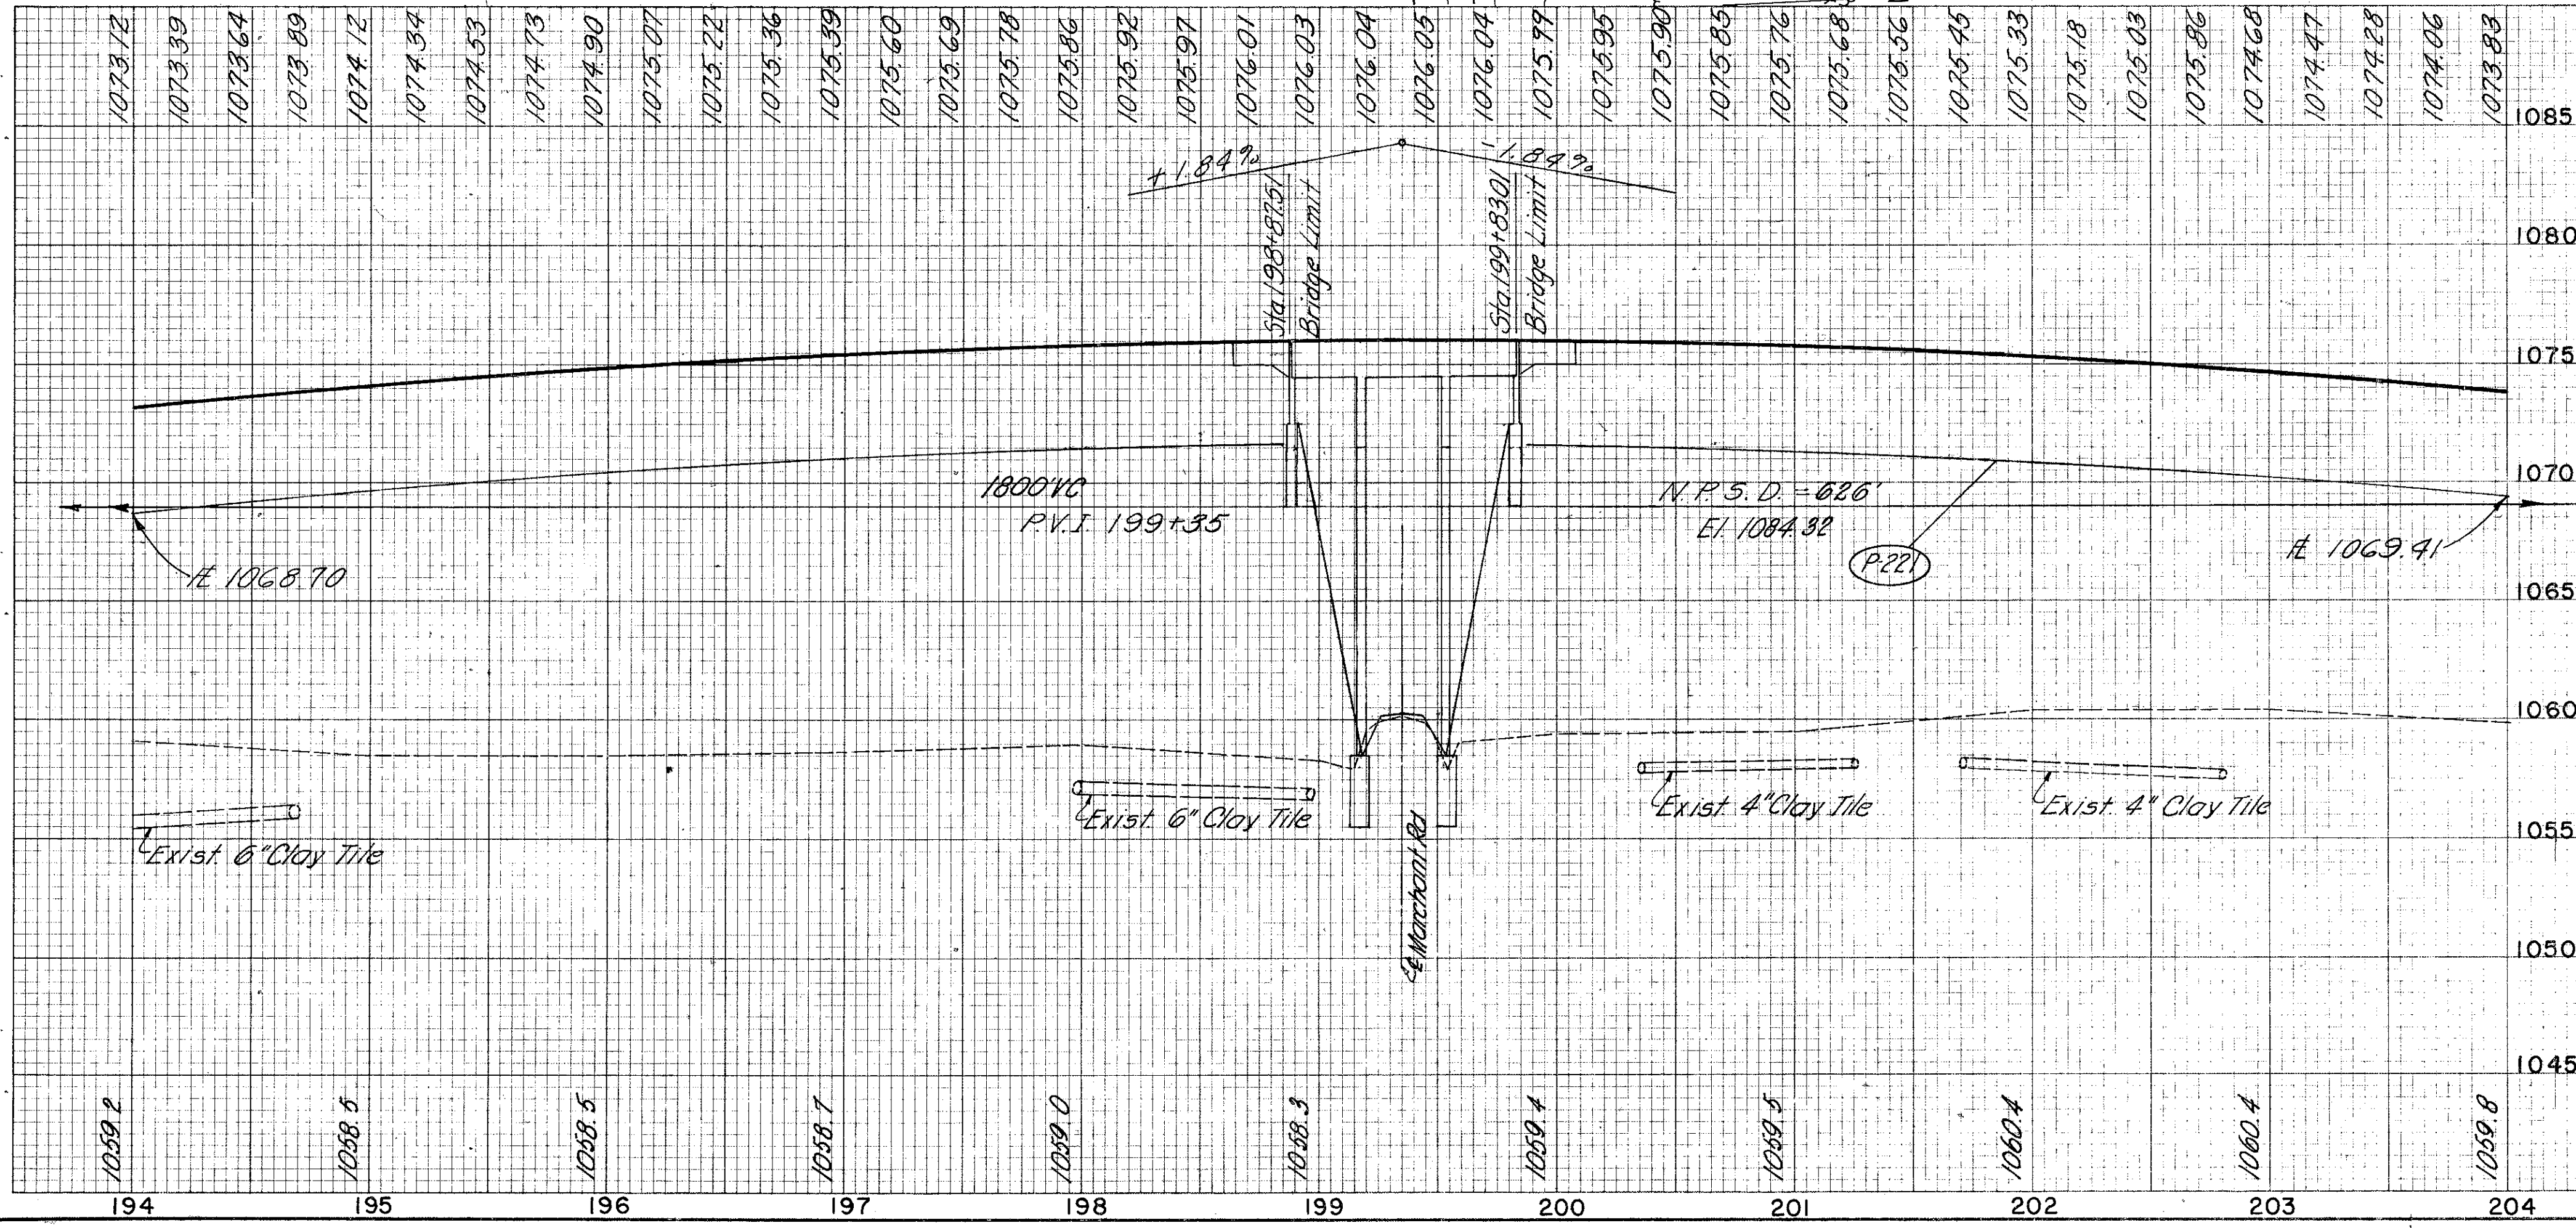 1073.12 1073.39 1073.64 1073.89 1074.12 1074.34 1074.53 1074.73 1074.90 1075.07 1075.22 1075.36 1075.39 1075.60 1075.69 1075.78 1075.86 1075.92 1075.97 1076.01 1076.03 1076.04 1076.05 1076.04 1075.99 1075.95 1075.90 1075.85 1075.76 1075.68 1075.56 1075.45 1075.33 1075.18 1075.03 1075.86 1074.68 1074.47 1074.28 1074.06 1073.83
1085
+1.84%
-1.84%
Sta.198+87.51
Bridge Limit
Sta.199+83.01
Bridge Limit
1080
1075
1070
1800'VC
P.V.I. 199+35
N.P.S.D. = 626'
El. 1084.32
P-221
1068.70
1069.41
1065
1060
Exist. 6" Clay Tile
Exist. 6" Clay Tile
Exist. 4" Clay Tile
Exist. 4" Clay Tile
1055
℄ Marchant Rd
1050
1045
1059.2 1058.5 1058.5 1058.7 1059.0 1058.3 1059.4 1059.5 1060.4 1060.4 1059.8
194 195 196 197 198 199 200 201 202 203 204